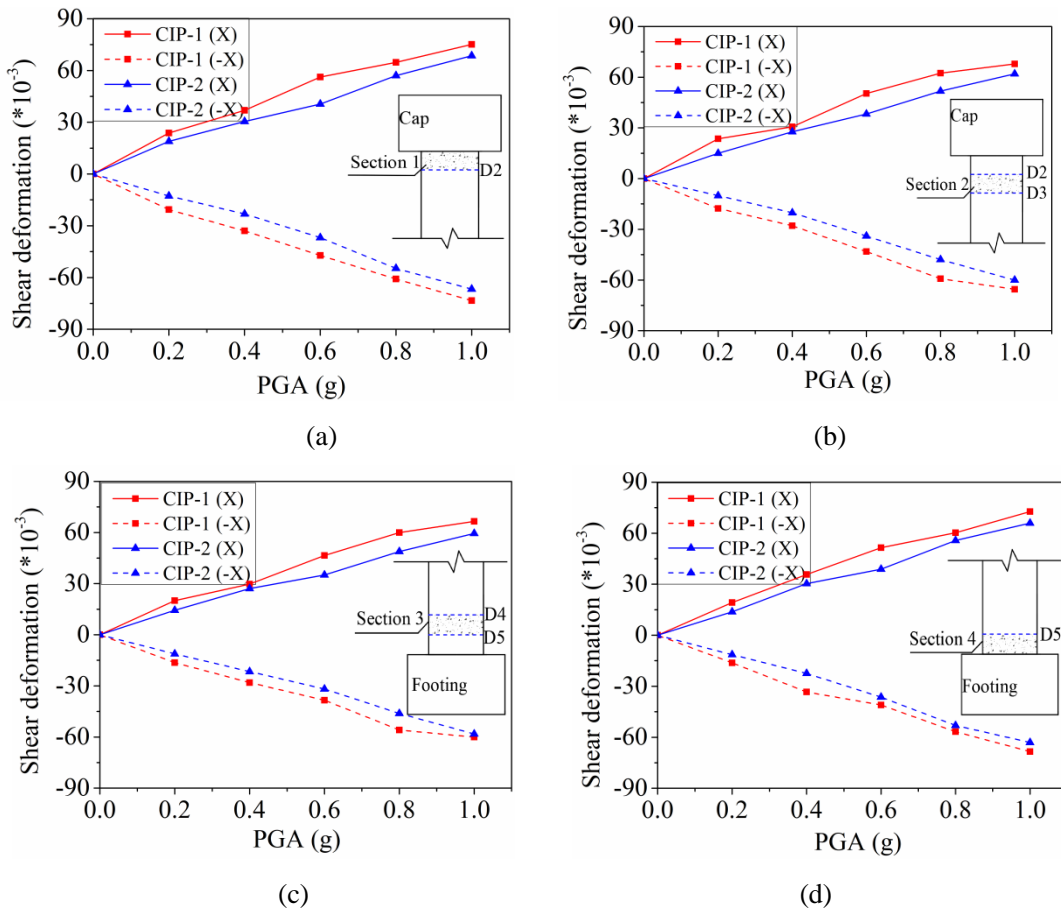 Shear deformation (*10⁻³)
90
60
30
0
-30
-60
-90
CIP-1 (X)
CIP-1 (-X)
CIP-2 (X)
CIP-2 (-X)
Cap
Section 1
D2
0.0 0.2 0.4 0.6 0.8 1.0
PGA (g)
(a)
Shear deformation (*10⁻³)
90
60
30
0
-30
-60
-90
CIP-1 (X)
CIP-1 (-X)
CIP-2 (X)
CIP-2 (-X)
Cap
D2
Section 2
D3
0.0 0.2 0.4 0.6 0.8 1.0
PGA (g)
(b)
Shear deformation (*10⁻³)
90
60
30
0
-30
-60
-90
CIP-1 (X)
CIP-1 (-X)
CIP-2 (X)
CIP-2 (-X)
D4
Section 3
D5
Footing
0.0 0.2 0.4 0.6 0.8 1.0
PGA (g)
(c)
Shear deformation (*10⁻³)
90
60
30
0
-30
-60
-90
CIP-1 (X)
CIP-1 (-X)
CIP-2 (X)
CIP-2 (-X)
Section 4
D5
Footing
0.0 0.2 0.4 0.6 0.8 1.0
PGA (g)
(d)